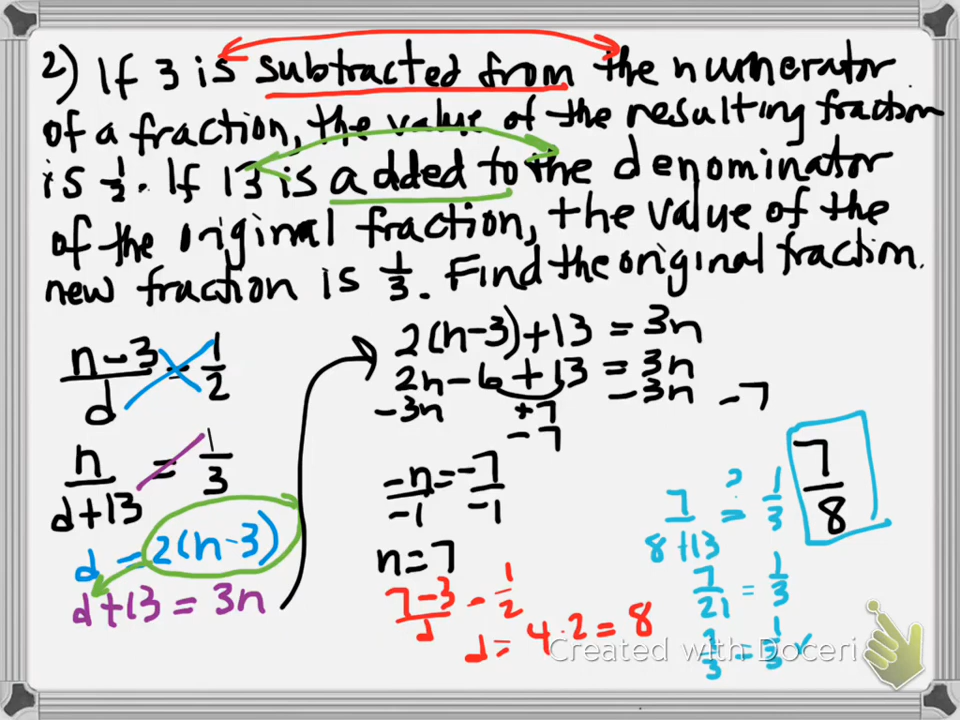 2) If 3 is subtracted from the numerator
of a fraction, the value of the resulting fraction
is 1/2. If 13 is added to the denominator
of the original fraction, the value of the
new fraction is 1/3. Find the original fraction.
n-3/d = 1/2
n/d+13 = 1/3
d = 2(n-3)
d+13 = 3n
2(n-3)+13 = 3n
2n-6+13 = 3n
-3n +7 -3n -7
-7
-n/-1 = -7/-1
n=7
7-3/d = 1/2
d = 4·2 = 8
7/8+13 ?= 1/3
7/21 = 1/3
1/3 = 1/3 ✓
7/8
Created with Doceri